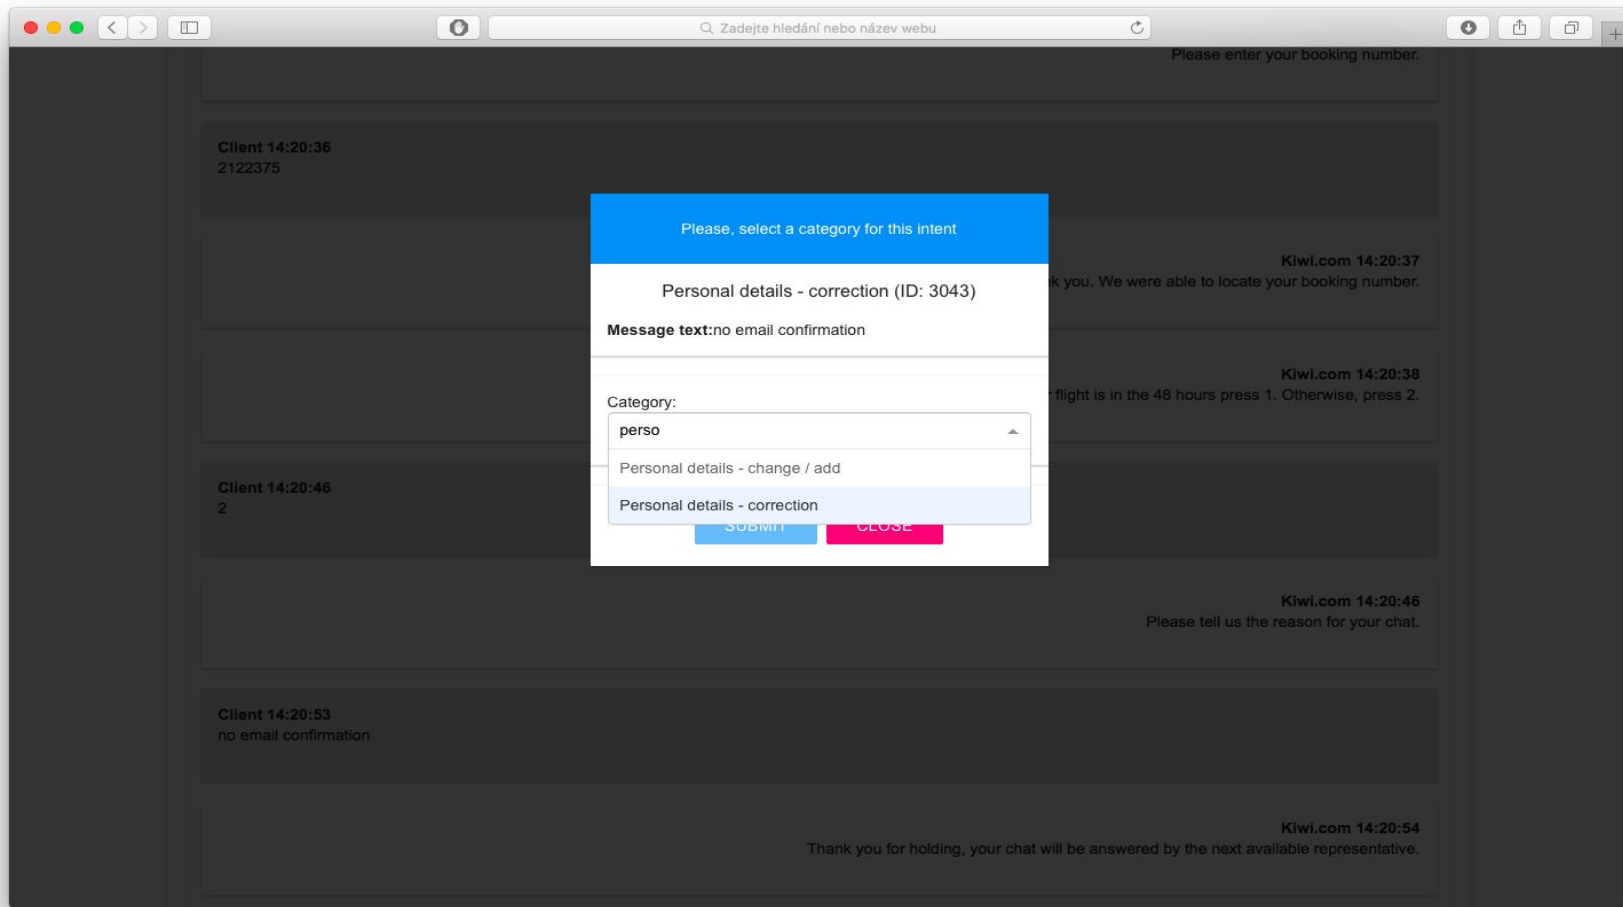 Zadejte hledání nebo název webu
Please enter your booking number.
Client 14:20:36
2122375
Please, select a category for this intent
Kiwi.com 14:20:37
you. We were able to locate your booking number.
Personal details - correction (ID: 3043)
Message text:no email confirmation
Kiwi.com 14:20:38
flight is in the 48 hours press 1. Otherwise, press 2.
Category:
perso
Personal details - change / add
Client 14:20:46
2
Personal details - correction
SUBMIT CLOSE
Kiwi.com 14:20:46
Please tell us the reason for your chat.
Client 14:20:53
no email confirmation
Kiwi.com 14:20:54
Thank you for holding, your chat will be answered by the next available representative.